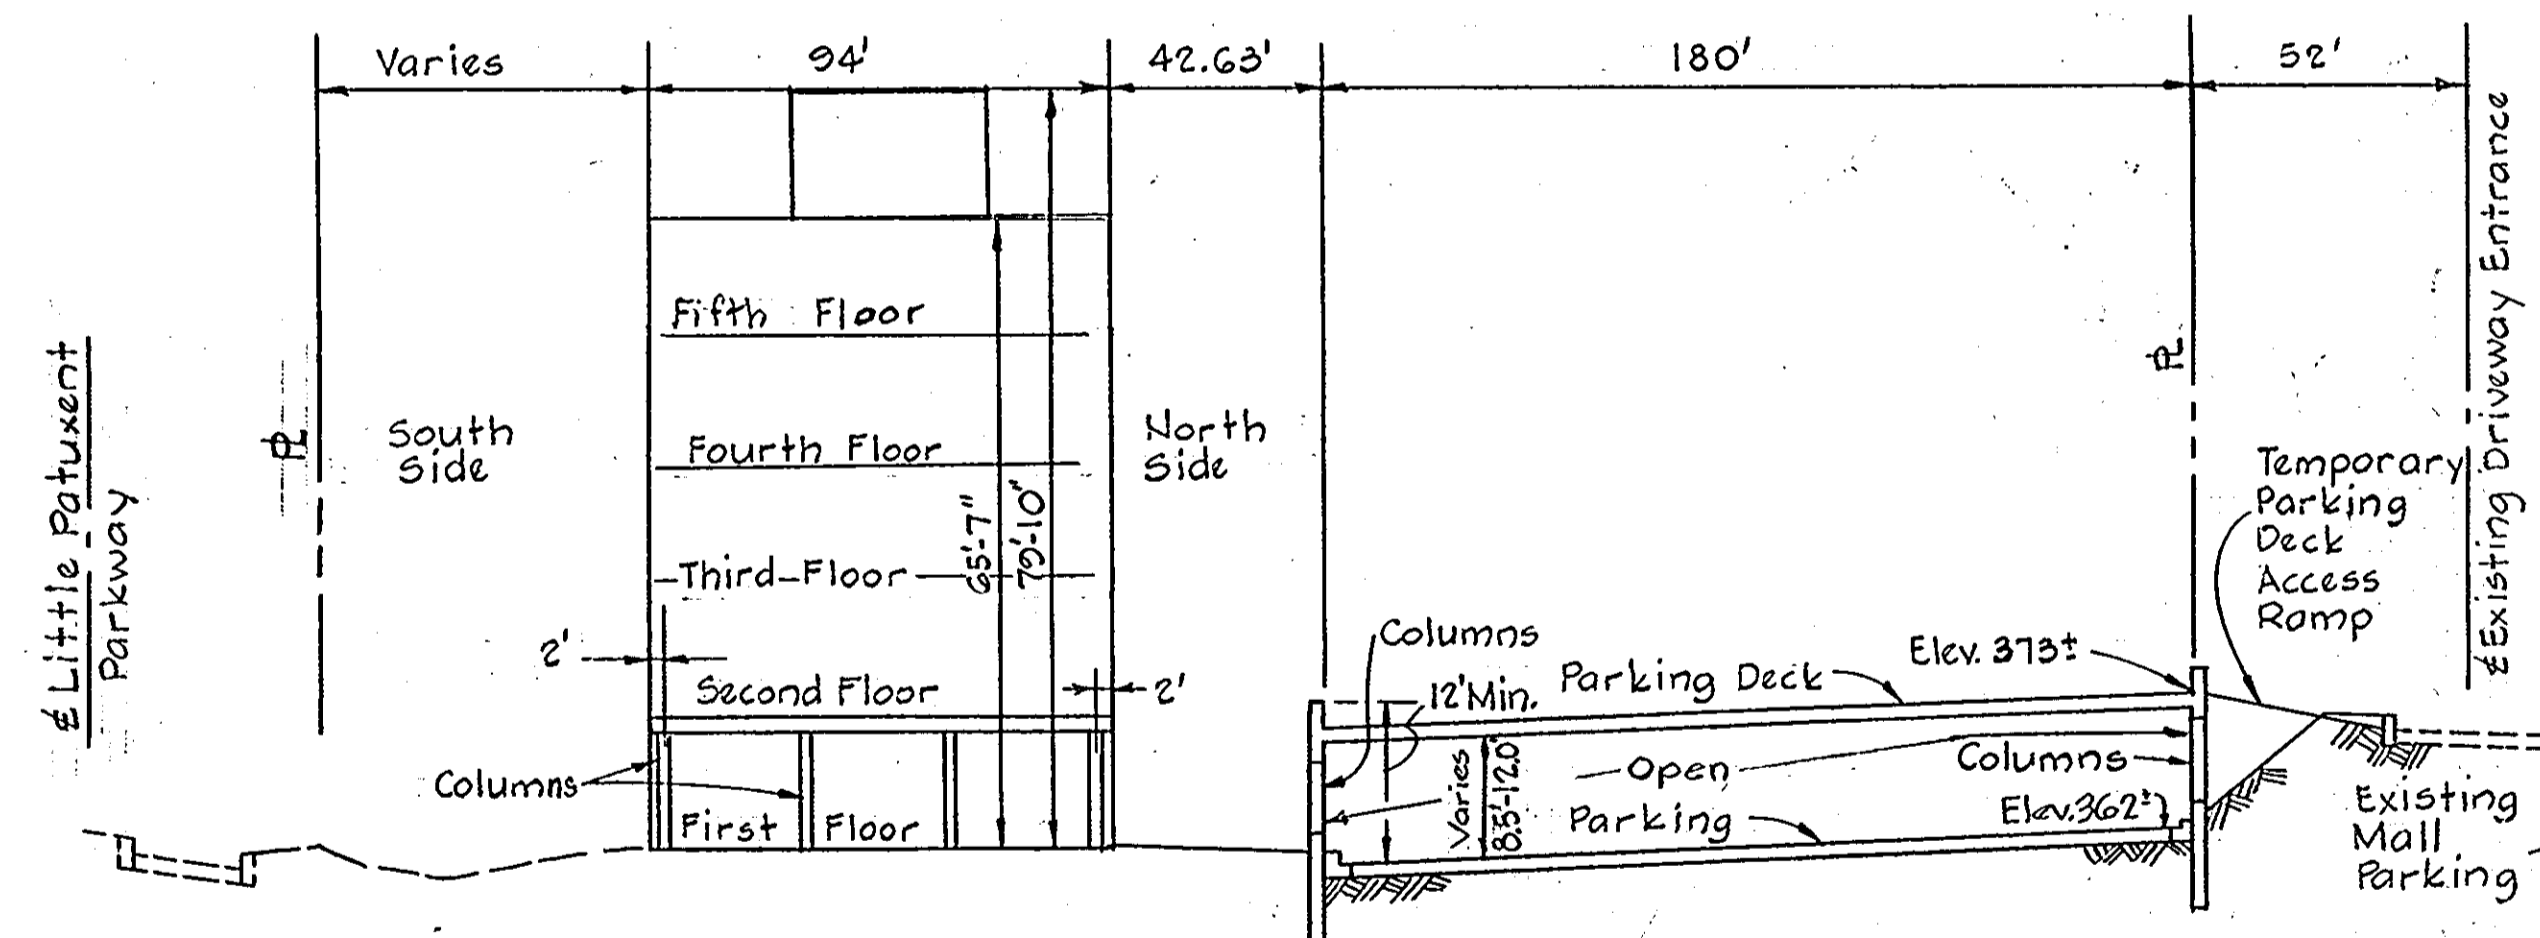 Varies
94'
42.63'
180'
52'
℄ Little Patuxent
Parkway
℄ Existing Driveway Entrance
PL
PL
South
Side
North
Side
Fifth Floor
Fourth Floor
Third Floor
Second Floor
First Floor
65'-7"
79'-10"
2'
2'
Columns
Columns
12' Min.
Parking Deck
Elev. 373±
Temporary
Parking
Deck
Access
Ramp
Varies
8.5'-12.0'
Open
Parking
Columns
Elev. 362±
Existing
Mall
Parking